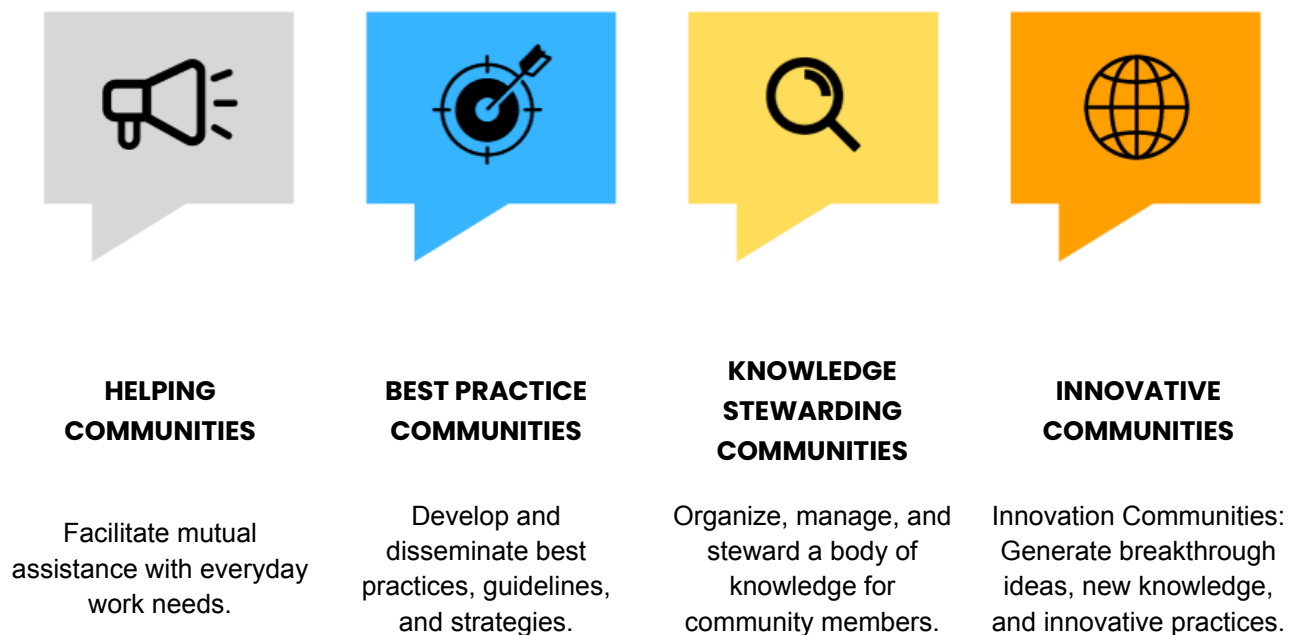 HELPING
COMMUNITIES
Facilitate mutual
assistance with everyday
work needs.
BEST PRACTICE
COMMUNITIES
Develop and
disseminate best
practices, guidelines,
and strategies.
KNOWLEDGE
STEWARDING
COMMUNITIES
Organize, manage, and
steward a body of
knowledge for
community members.
INNOVATIVE
COMMUNITIES
Innovation Communities:
Generate breakthrough
ideas, new knowledge,
and innovative practices.